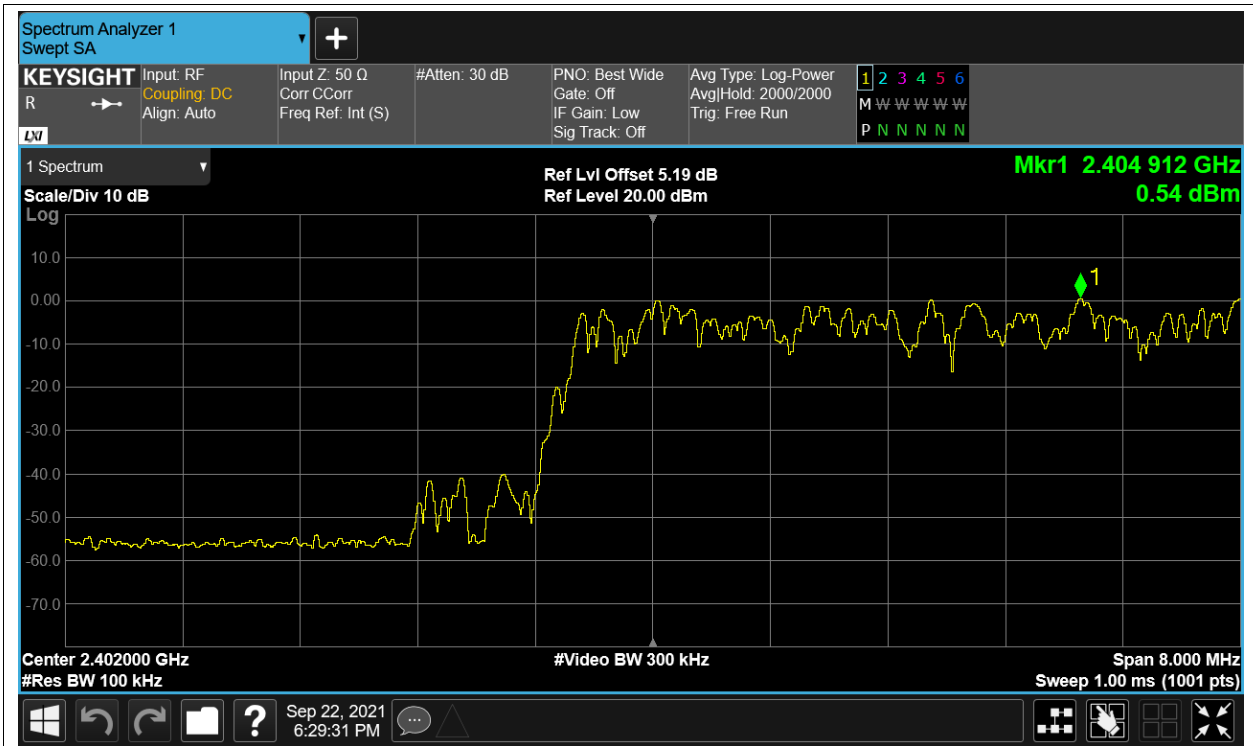 Spectrum Analyzer 1
Swept SA
KEYSIGHT
R
LXI
Input: RF
Coupling: DC
Align: Auto
Input Z: 50 Ω
Corr CCorr
Freq Ref: Int (S)
#Atten: 30 dB
PNO: Best Wide
Gate: Off
IF Gain: Low
Sig Track: Off
Avg Type: Log-Power
Avg|Hold: 2000/2000
Trig: Free Run
1 2 3 4 5 6
M W W W W W
P N N N N N
1 Spectrum
Scale/Div 10 dB
Log
Ref Lvl Offset 5.19 dB
Ref Level 20.00 dBm
Mkr1 2.404 912 GHz
0.54 dBm
10.0
0.00
-10.0
-20.0
-30.0
-40.0
-50.0
-60.0
-70.0
1
Center 2.402000 GHz
#Res BW 100 kHz
#Video BW 300 kHz
Span 8.000 MHz
Sweep 1.00 ms (1001 pts)
?
Sep 22, 2021
6:29:31 PM